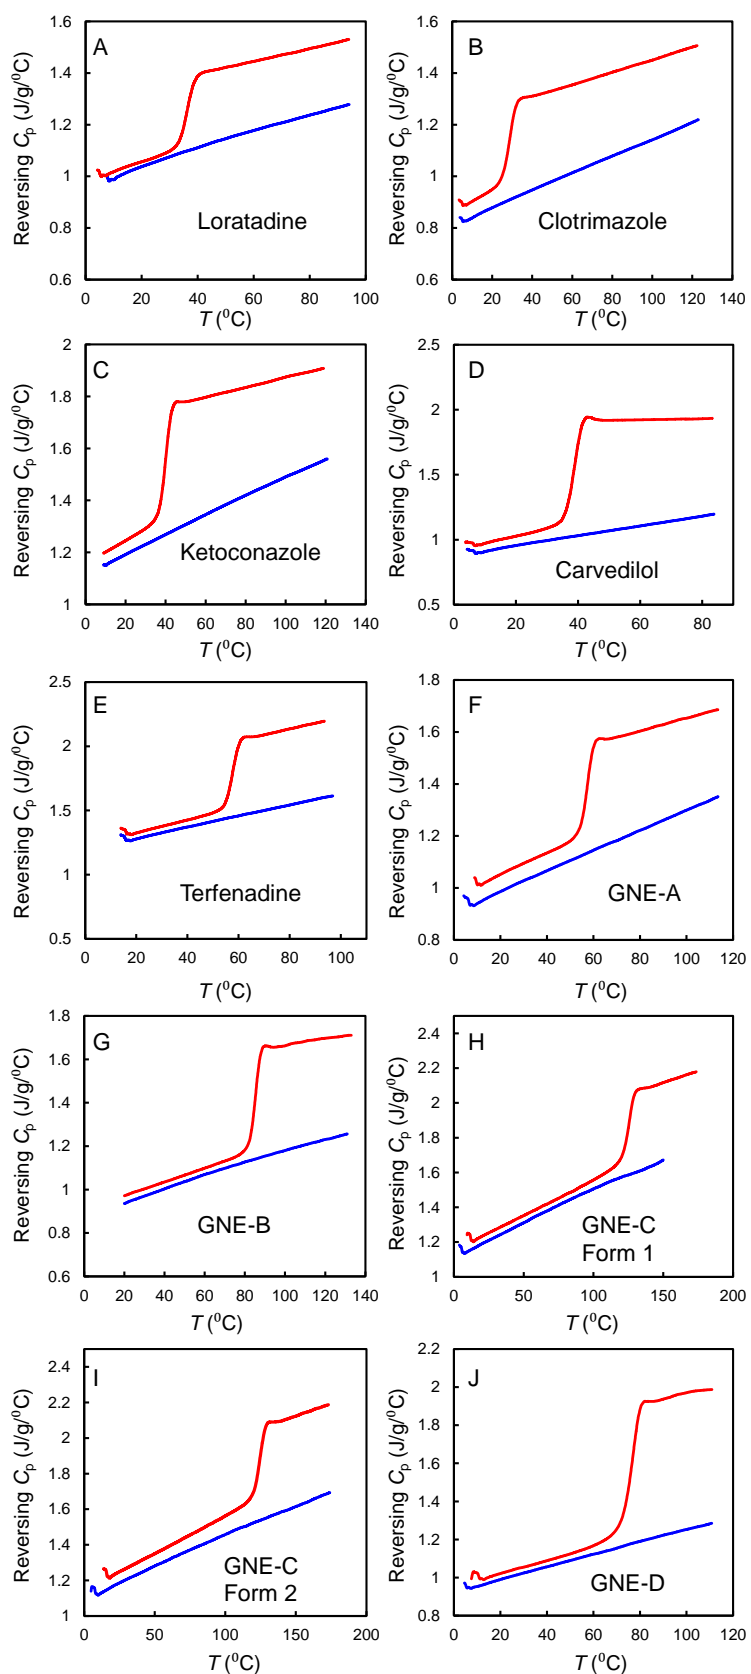 A
Reversing Cp (J/g/⁰C)
1.6
1.4
1.2
1
0.8
0.6
Loratadine
0 20 40 60 80 100
T (⁰C)
B
Reversing Cp (J/g/⁰C)
1.6
1.4
1.2
1
0.8
0.6
Clotrimazole
0 20 40 60 80 100 120 140
T (⁰C)
C
Reversing Cp (J/g/⁰C)
2
1.8
1.6
1.4
1.2
1
Ketoconazole
0 20 40 60 80 100 120 140
T (⁰C)
D
Reversing Cp (J/g/⁰C)
2.5
2
1.5
1
0.5
Carvedilol
0 20 40 60 80
T (⁰C)
E
Reversing Cp (J/g/⁰C)
2.5
2
1.5
1
0.5
Terfenadine
0 20 40 60 80 100
T (⁰C)
F
Reversing Cp (J/g/⁰C)
1.8
1.6
1.4
1.2
1
0.8
GNE-A
0 20 40 60 80 100 120
T (⁰C)
G
Reversing Cp (J/g/⁰C)
1.8
1.6
1.4
1.2
1
0.8
0.6
GNE-B
0 20 40 60 80 100 120 140
T (⁰C)
H
Reversing Cp (J/g/⁰C)
2.4
2.2
2
1.8
1.6
1.4
1.2
1
GNE-C
Form 1
0 50 100 150 200
T (⁰C)
I
Reversing Cp (J/g/⁰C)
2.4
2.2
2
1.8
1.6
1.4
1.2
1
GNE-C
Form 2
0 50 100 150 200
T (⁰C)
J
Reversing Cp (J/g/⁰C)
2.2
2
1.8
1.6
1.4
1.2
1
0.8
GNE-D
0 20 40 60 80 100 120
T (⁰C)